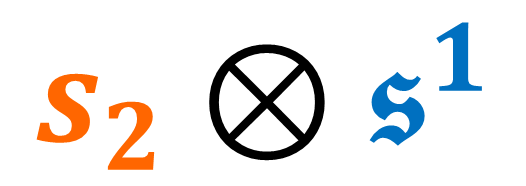 s₂ ⊗ 𝔰¹